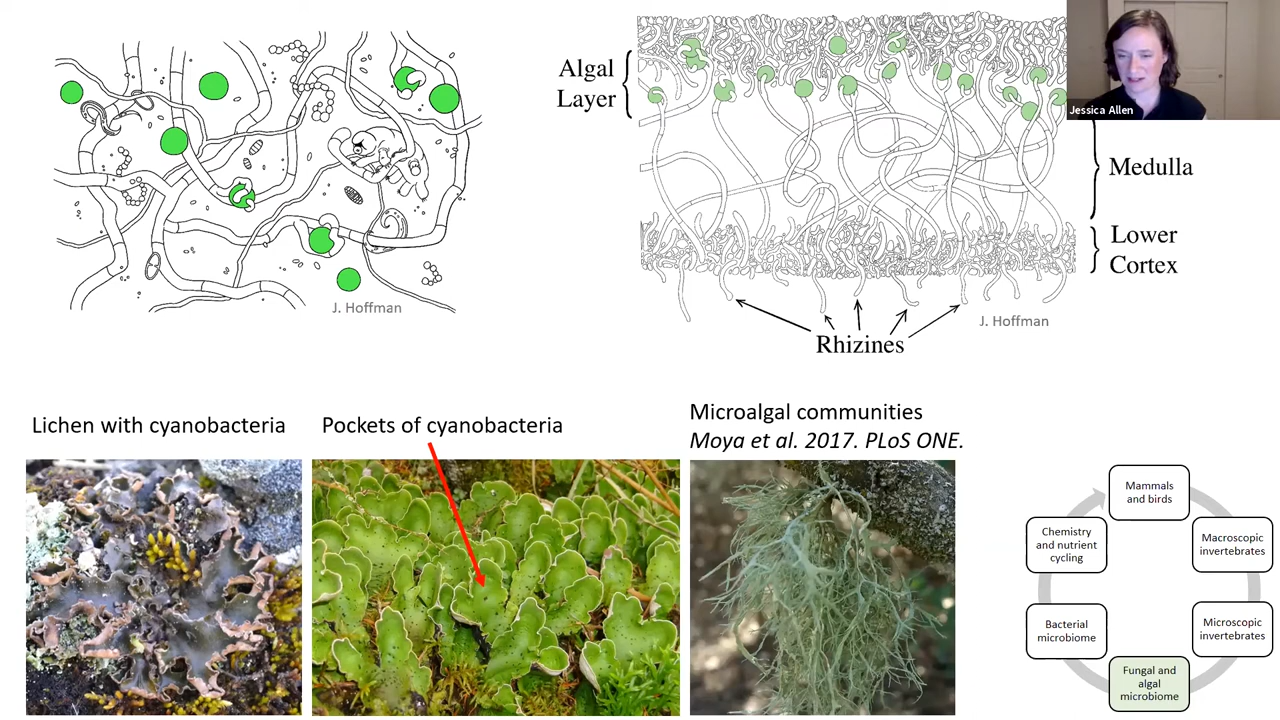 J. Hoffman
Algal
Layer
Jessica Allen
Medulla
Lower
Cortex
J. Hoffman
Rhizines
Lichen with cyanobacteria
Pockets of cyanobacteria
Microalgal communities
Moya et al. 2017. PLoS ONE.
Mammals
and birds
Macroscopic
invertebrates
Microscopic
invertebrates
Fungal and
algal
microbiome
Bacterial
microbiome
Chemistry
and nutrient
cycling